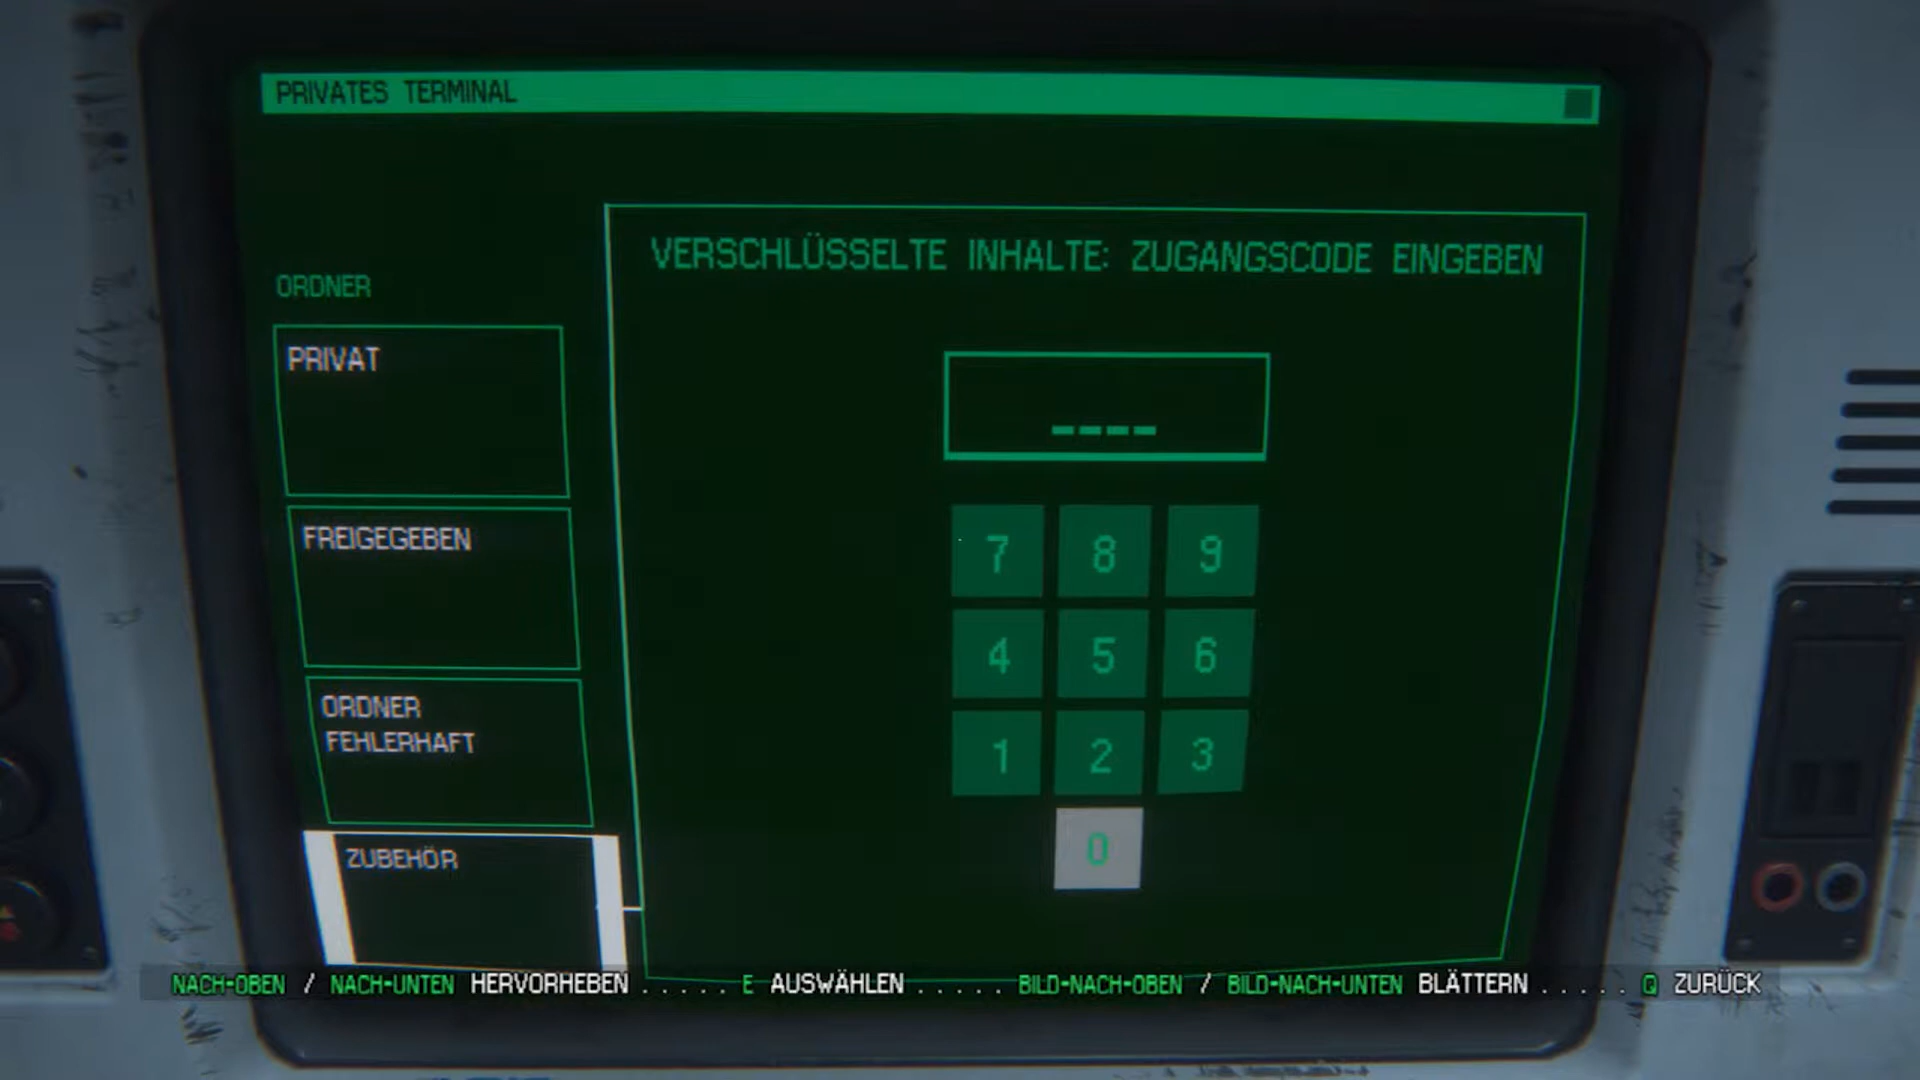 PRIVATES TERMINAL
ORDNER
PRIVAT
FREIGEGEBEN
ORDNER
FEHLERHAFT
ZUBEHÖR
VERSCHLÜSSELTE INHALTE: ZUGANGSCODE EINGEBEN
____
7 8 9
4 5 6
1 2 3
0
NACH-OBEN / NACH-UNTEN HERVORHEBEN ..... E AUSWÄHLEN ..... BILD-NACH-OBEN / BILD-NACH-UNTEN BLÄTTERN ..... Q ZURÜCK